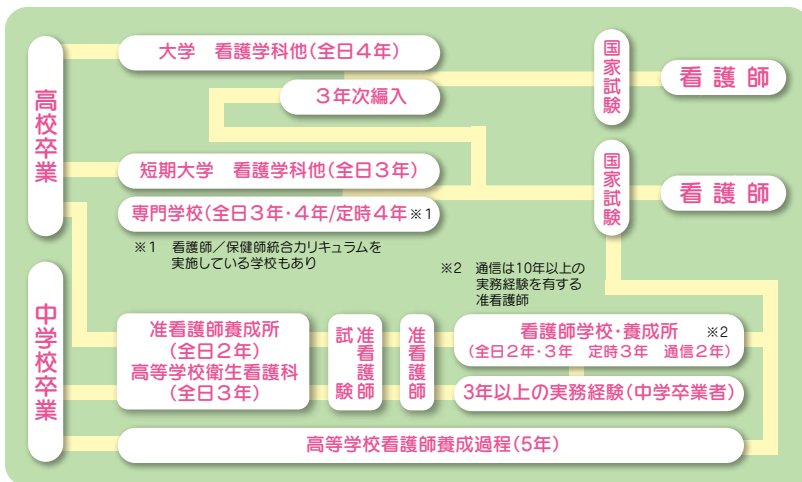 高校卒業
大学　看護学科他(全日4年)
3年次編入
国家試験
看護師
短期大学　看護学科他(全日3年)
専門学校(全日3年・4年/定時4年※1
国家試験
看護師
※1　看護師／保健師統合カリキュラムを
実施している学校もあり
※2　通信は10年以上の
実務経験を有する
准看護師
中学校卒業
准看護師養成所
(全日2年)
高等学校衛生看護科
(全日3年)
准看護師
試験
准看護師
看護師学校・養成所　※2
(全日2年・3年　定時3年　通信2年)
3年以上の実務経験(中学卒業者)
高等学校看護師養成過程(5年)